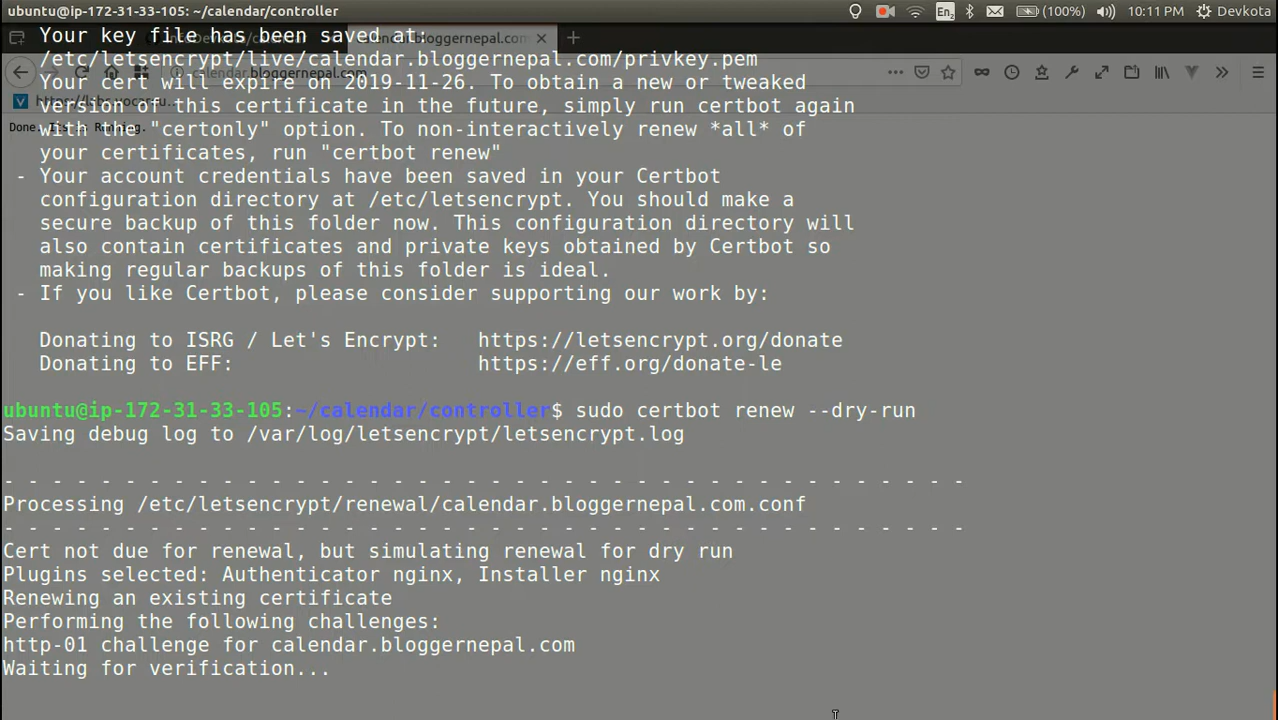 ubuntu@ip-172-31-33-105: ~/calendar/controller
En2
(100%)
10:11 PM
Devkota
Your key file has been saved at:
/etc/letsencrypt/live/calendar.bloggernepal.com/privkey.pem
Your cert will expire on 2019-11-26. To obtain a new or tweaked
version of this certificate in the future, simply run certbot again
with the "certonly" option. To non-interactively renew *all* of
your certificates, run "certbot renew"
- Your account credentials have been saved in your Certbot
configuration directory at /etc/letsencrypt. You should make a
secure backup of this folder now. This configuration directory will
also contain certificates and private keys obtained by Certbot so
making regular backups of this folder is ideal.
- If you like Certbot, please consider supporting our work by:
Donating to ISRG / Let's Encrypt: https://letsencrypt.org/donate
Donating to EFF: https://eff.org/donate-le
ubuntu@ip-172-31-33-105:~/calendar/controller$ sudo certbot renew --dry-run
Saving debug log to /var/log/letsencrypt/letsencrypt.log
- - - - - - - - - - - - - - - - - - - - - - - - - - - - - - - - - - - - - - - -
Processing /etc/letsencrypt/renewal/calendar.bloggernepal.com.conf
- - - - - - - - - - - - - - - - - - - - - - - - - - - - - - - - - - - - - - - -
Cert not due for renewal, but simulating renewal for dry run
Plugins selected: Authenticator nginx, Installer nginx
Renewing an existing certificate
Performing the following challenges:
http-01 challenge for calendar.bloggernepal.com
Waiting for verification...
calendar.bloggernepal.com
Done.
Running.